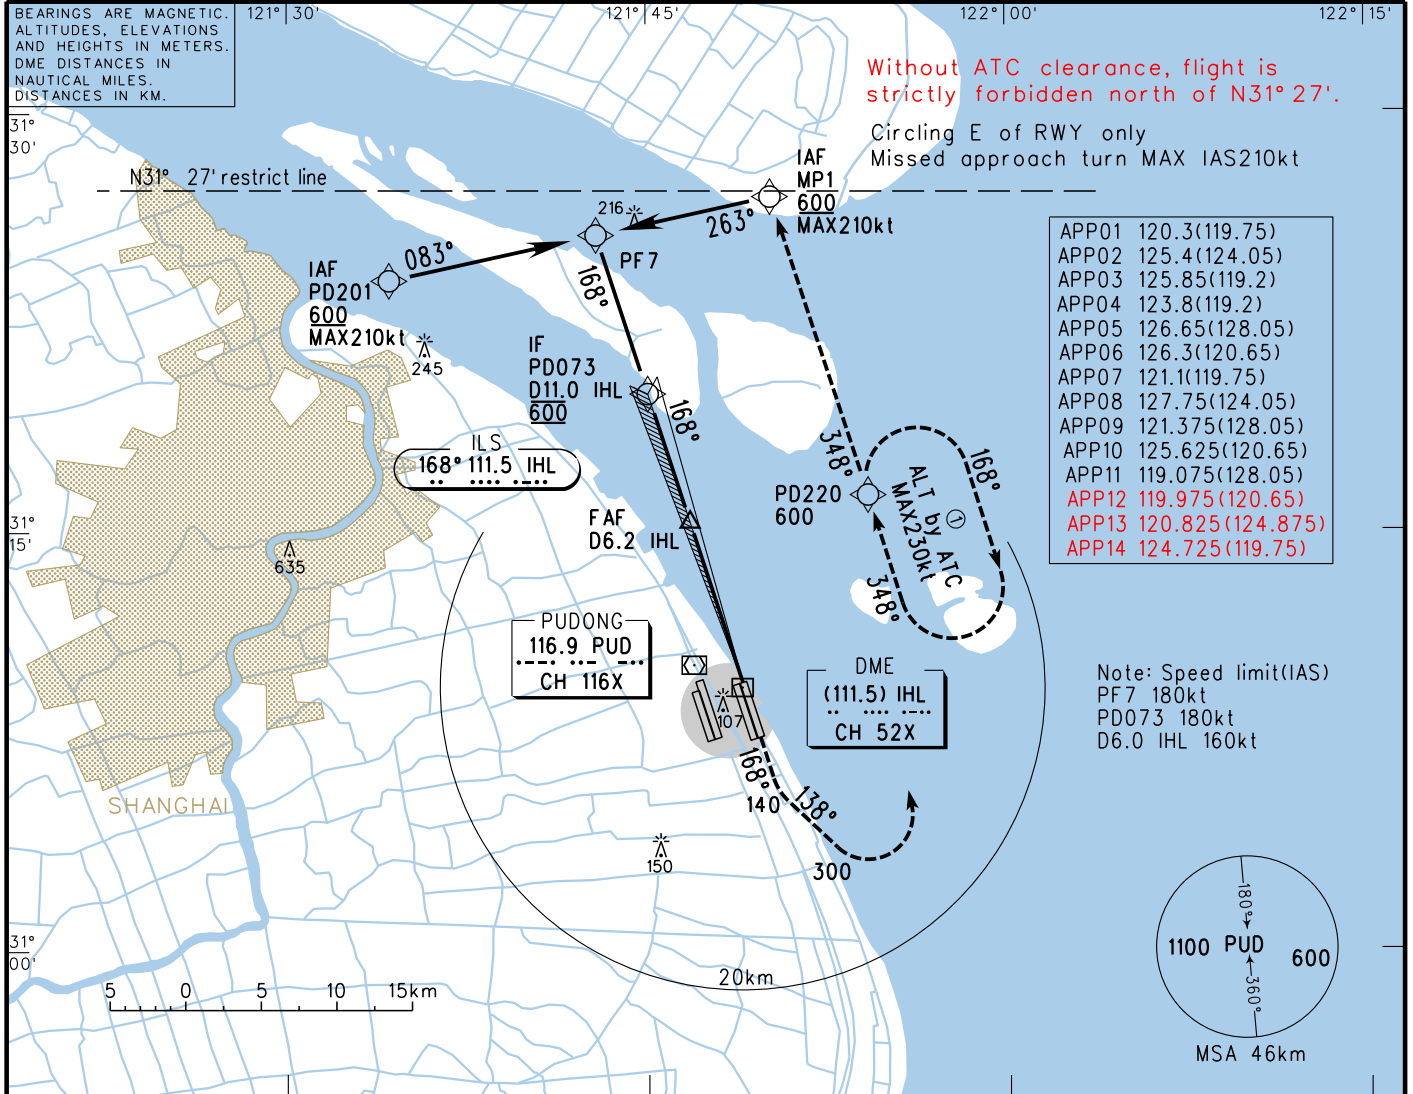 BEARINGS ARE MAGNETIC.
ALTITUDES, ELEVATIONS
AND HEIGHTS IN METERS.
DME DISTANCES IN
NAUTICAL MILES.
DISTANCES IN KM.
121° 30'
121° 45'
122° 00'
122° 15'
Without ATC clearance, flight is
strictly forbidden north of N31° 27'.
Circling E of RWY only
Missed approach turn MAX IAS210kt
31°
30'
N31° 27' restrict line
IAF
MP1
600
MAX210kt
216
263°
083°
PF7
168°
IAF
PD201
600
MAX210kt
245
IF
PD073
D11.0 IHL
600
168°
APP01 120.3(119.75)
APP02 125.4(124.05)
APP03 125.85(119.2)
APP04 123.8(119.2)
APP05 126.65(128.05)
APP06 126.3(120.65)
APP07 121.1(119.75)
APP08 127.75(124.05)
APP09 121.375(128.05)
APP10 125.625(120.65)
APP11 119.075(128.05)
APP12 119.975(120.65)
APP13 120.825(124.875)
APP14 124.725(119.75)
ILS
168° 111.5 IHL
348°
168°
PD220
600
ALT by ATC ①
MAX230kt
348°
31°
15'
FAF
D6.2 IHL
635
PUDONG
116.9 PUD
CH 116X
DME
(111.5) IHL
CH 52X
107
Note: Speed limit(IAS)
PF7 180kt
PD073 180kt
D6.0 IHL 160kt
SHANGHAI
168°
140
138°
300
150
31°
00'
20km
5 0 5 10 15km
180°
1100 PUD 600
360°
MSA 46km